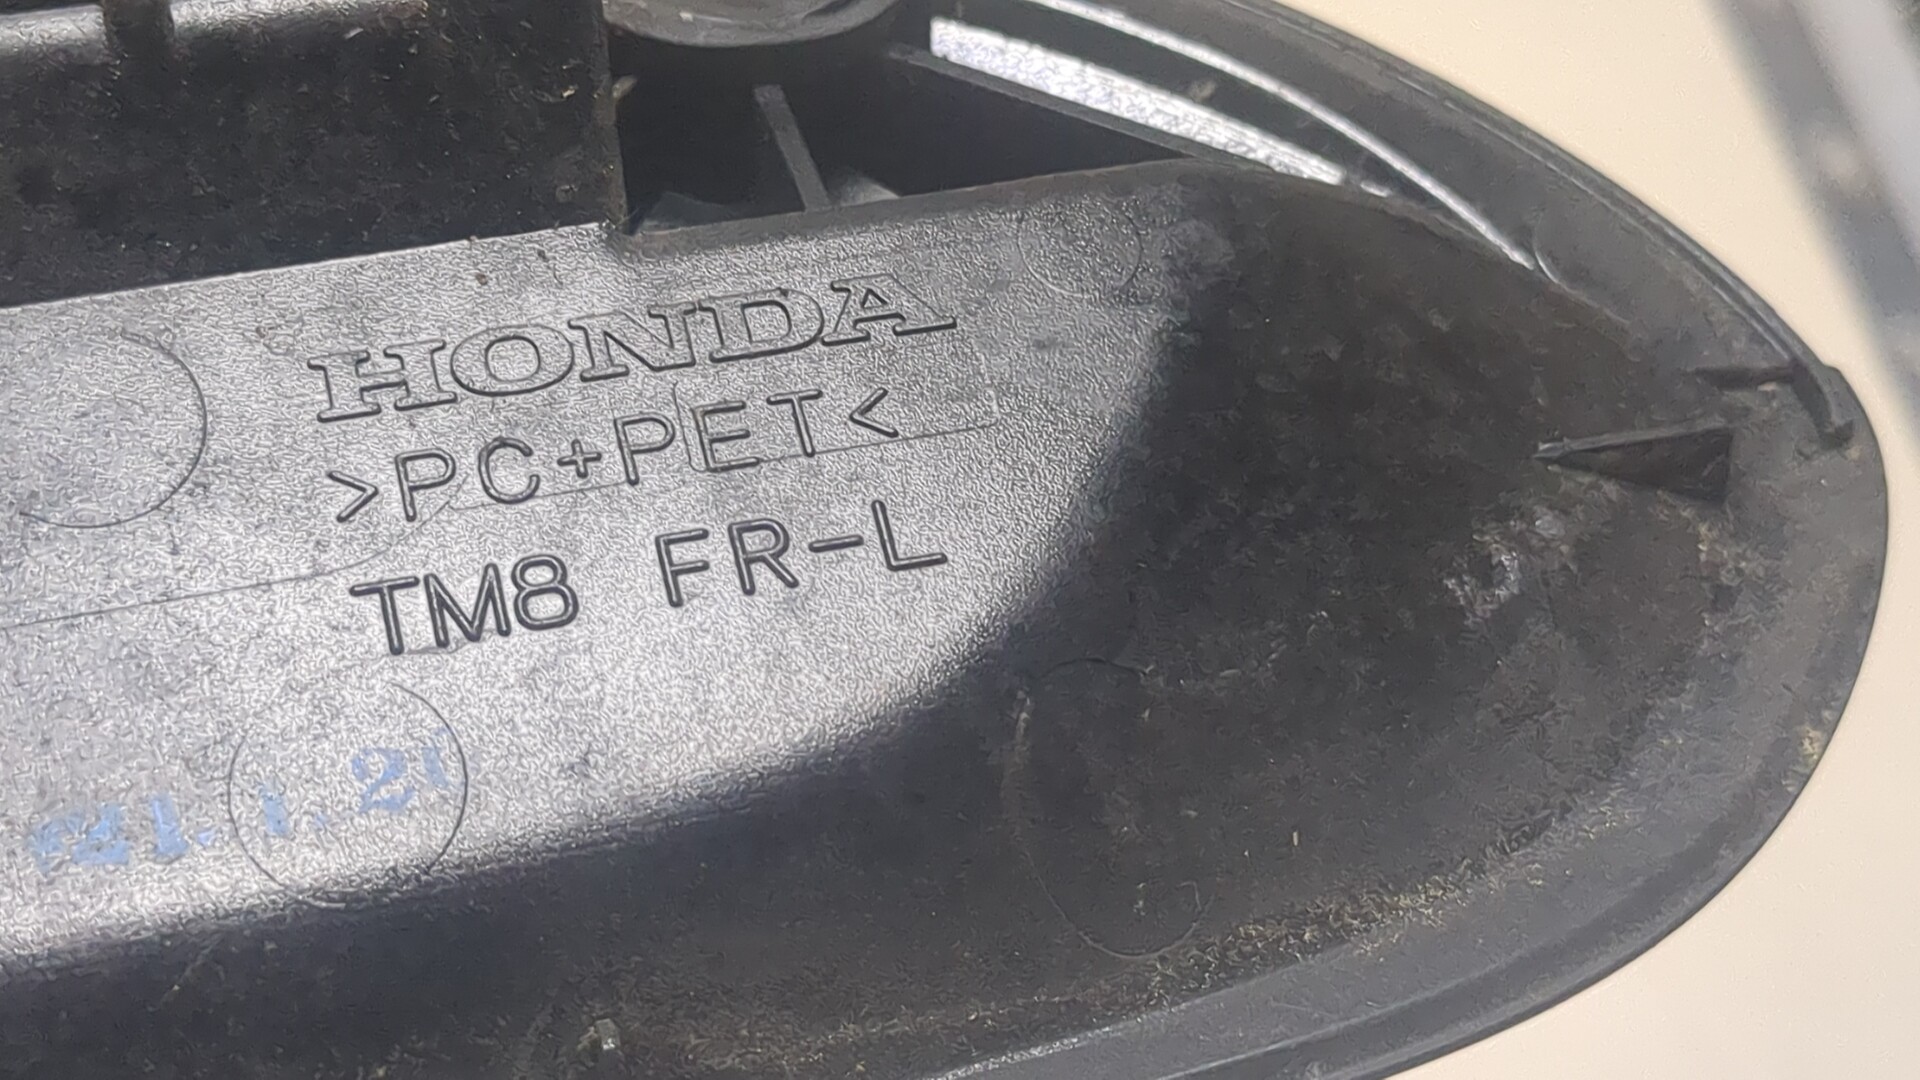 HONDA
>PC+PET<
TM8 FR-L